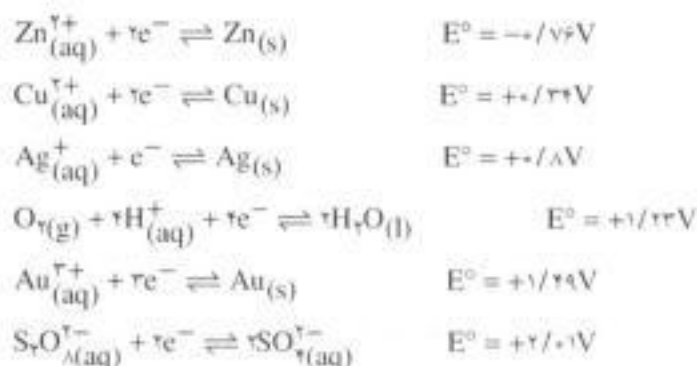 Zn²⁺(aq) + ۲e⁻ ⇌ Zn(s) E° = −۰/۷۶V
Cu²⁺(aq) + ۲e⁻ ⇌ Cu(s) E° = +۰/۳۴V
Ag⁺(aq) + e⁻ ⇌ Ag(s) E° = +۰/۸V
O۲(g) + ۴H⁺(aq) + ۴e⁻ ⇌ ۲H۲O(l) E° = +۱/۲۳V
Au³⁺(aq) + ۳e⁻ ⇌ Au(s) E° = +۱/۴۹V
S۲O۸²⁻(aq) + ۲e⁻ ⇌ ۲SO۴²⁻(aq) E° = +۲/۰۱V